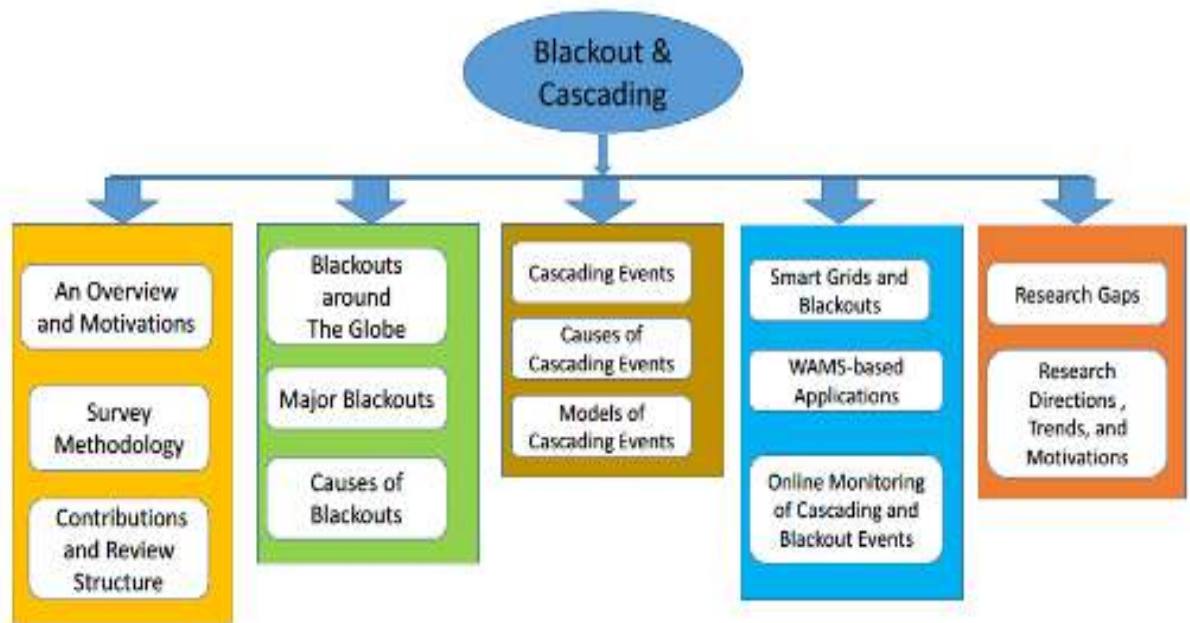 Blackout &
Cascading
An Overview
and Motivations
Survey
Methodology
Contributions
and Review
Structure
Blackouts
around
The Globe
Major Blackouts
Causes of
Blackouts
Cascading Events
Causes of
Cascading Events
Models of
Cascading Events
Smart Grids and
Blackouts
WAMS-based
Applications
Online Monitoring
of Cascading and
Blackout Events
Research Gaps
Research
Directions ,
Trends, and
Motivations